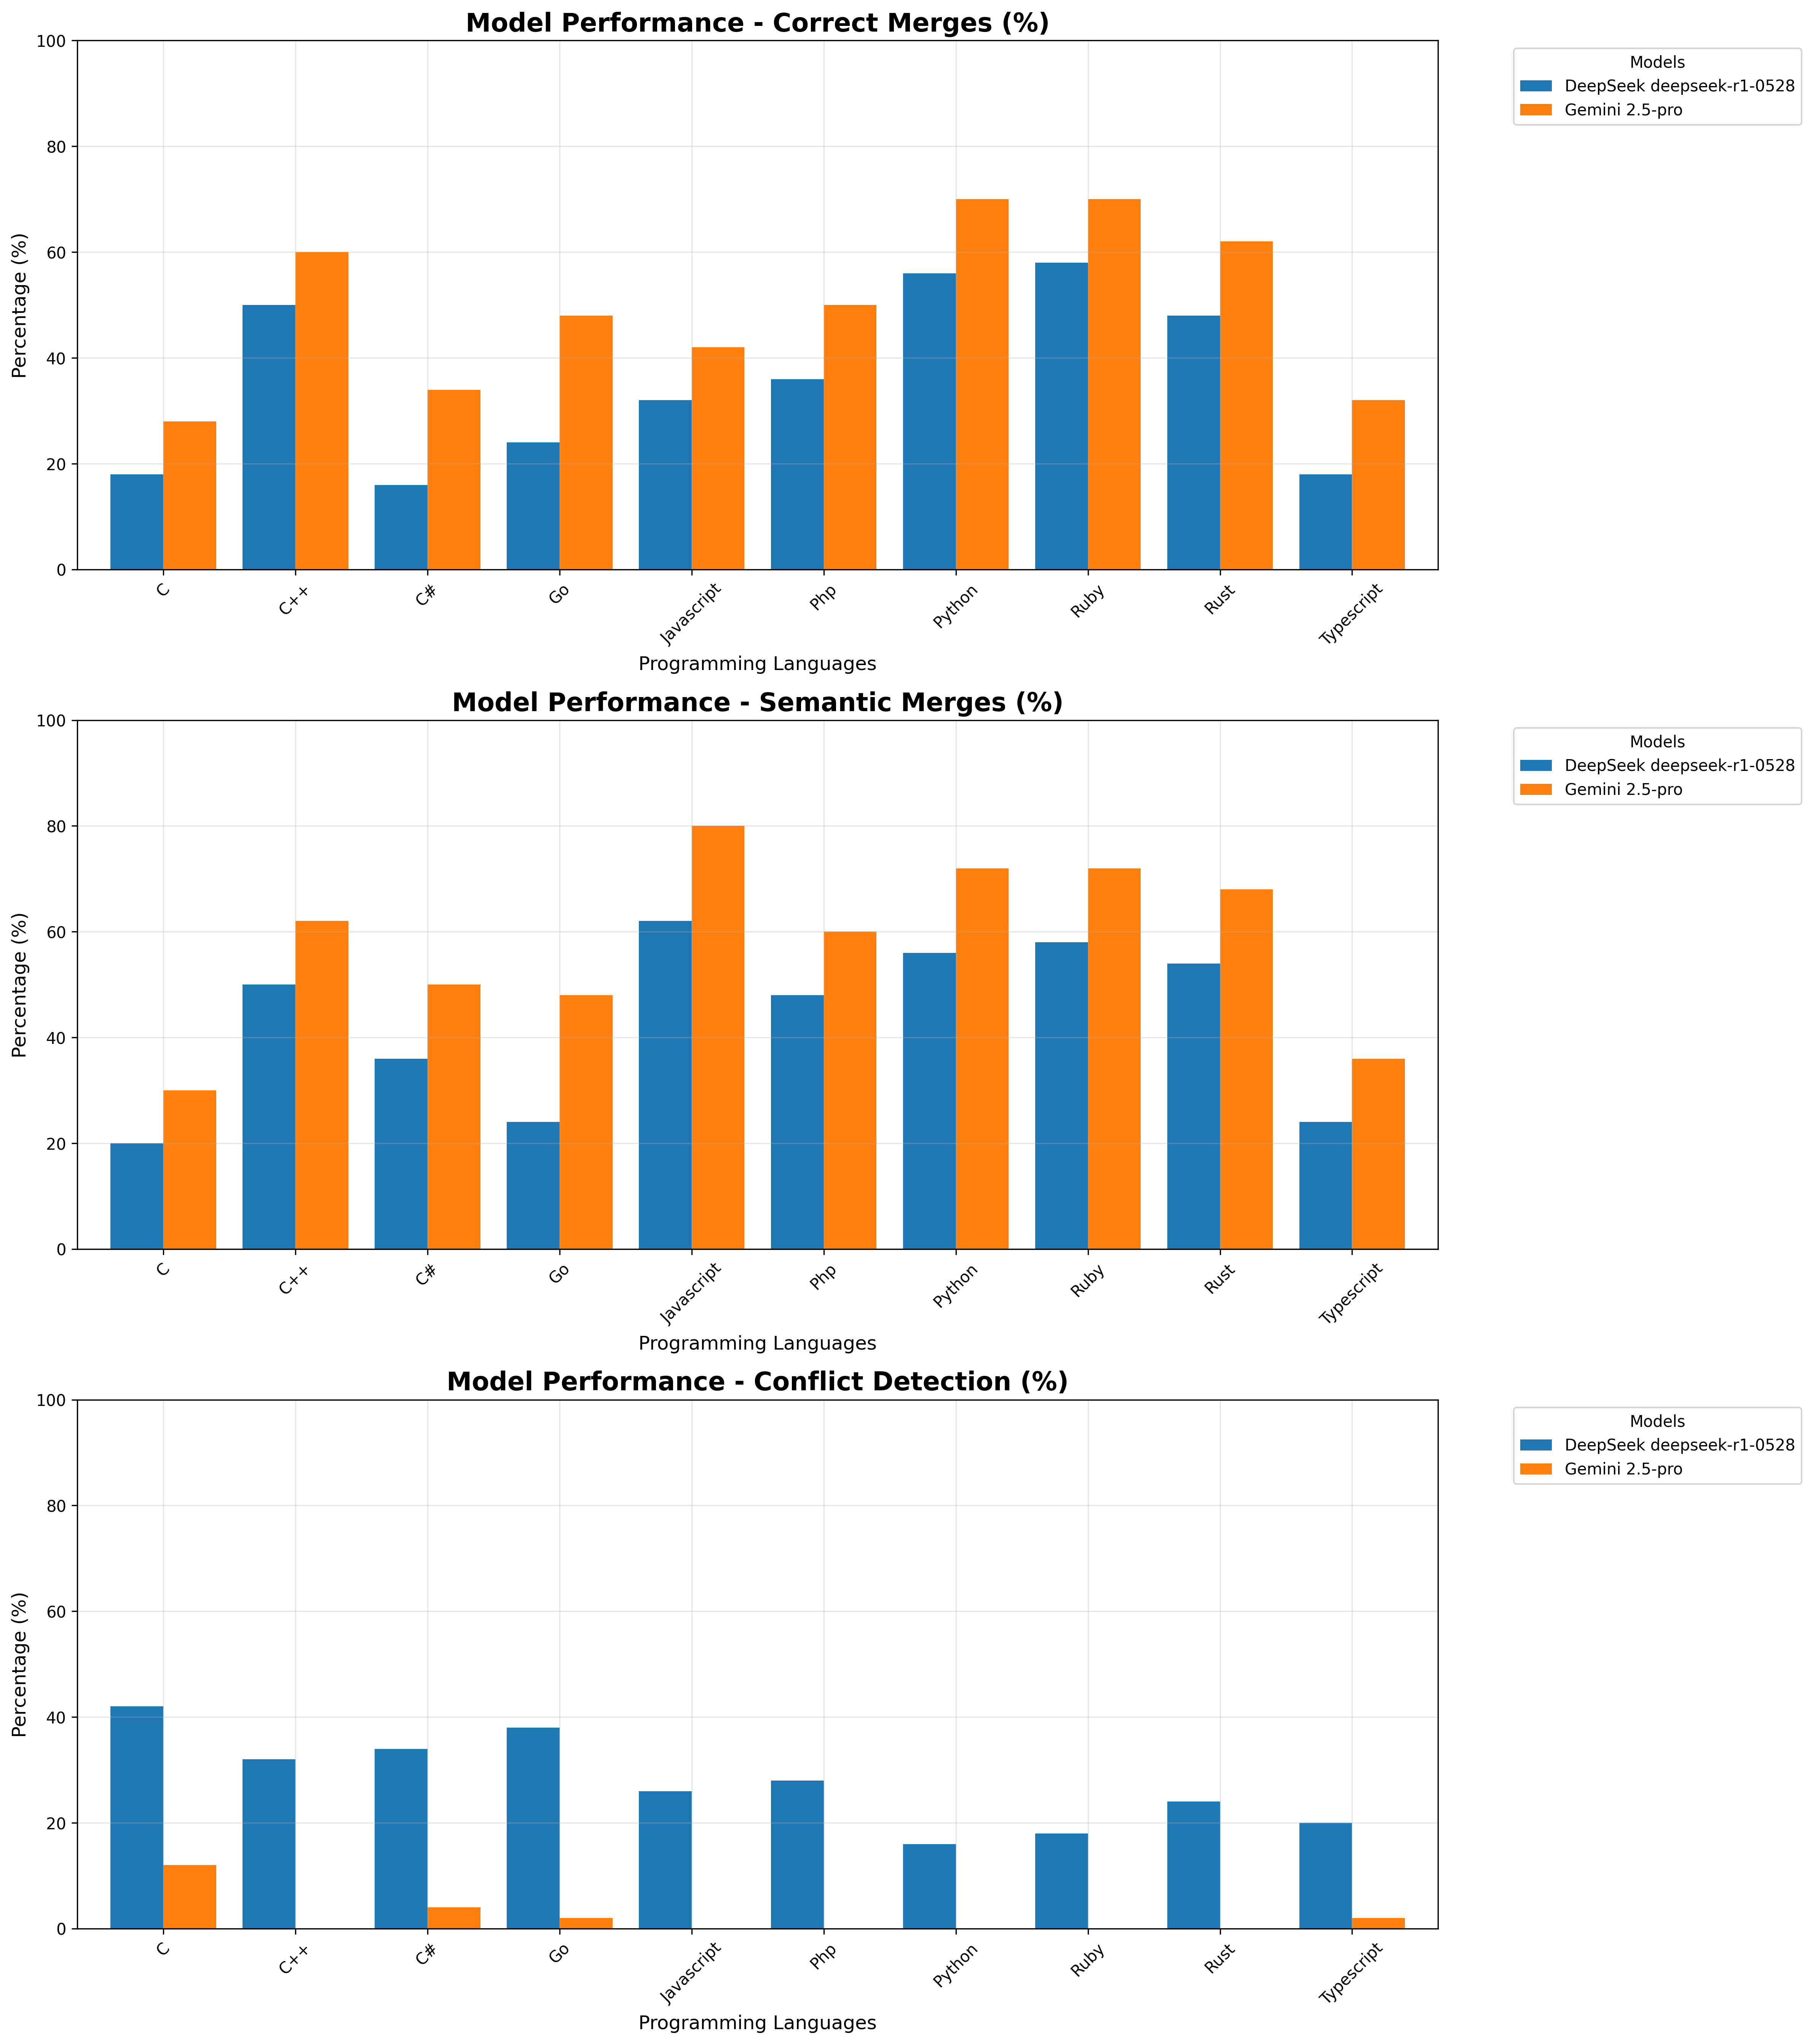 Model Performance - Correct Merges (%)
100
80
60
40
20
0
Percentage (%)
C
C++
C#
Go
Javascript
Php
Python
Ruby
Rust
Typescript
Programming Languages
Models
DeepSeek deepseek-r1-0528
Gemini 2.5-pro
Model Performance - Semantic Merges (%)
100
80
60
40
20
0
Percentage (%)
C
C++
C#
Go
Javascript
Php
Python
Ruby
Rust
Typescript
Programming Languages
Models
DeepSeek deepseek-r1-0528
Gemini 2.5-pro
Model Performance - Conflict Detection (%)
100
80
60
40
20
0
Percentage (%)
C
C++
C#
Go
Javascript
Php
Python
Ruby
Rust
Typescript
Programming Languages
Models
DeepSeek deepseek-r1-0528
Gemini 2.5-pro